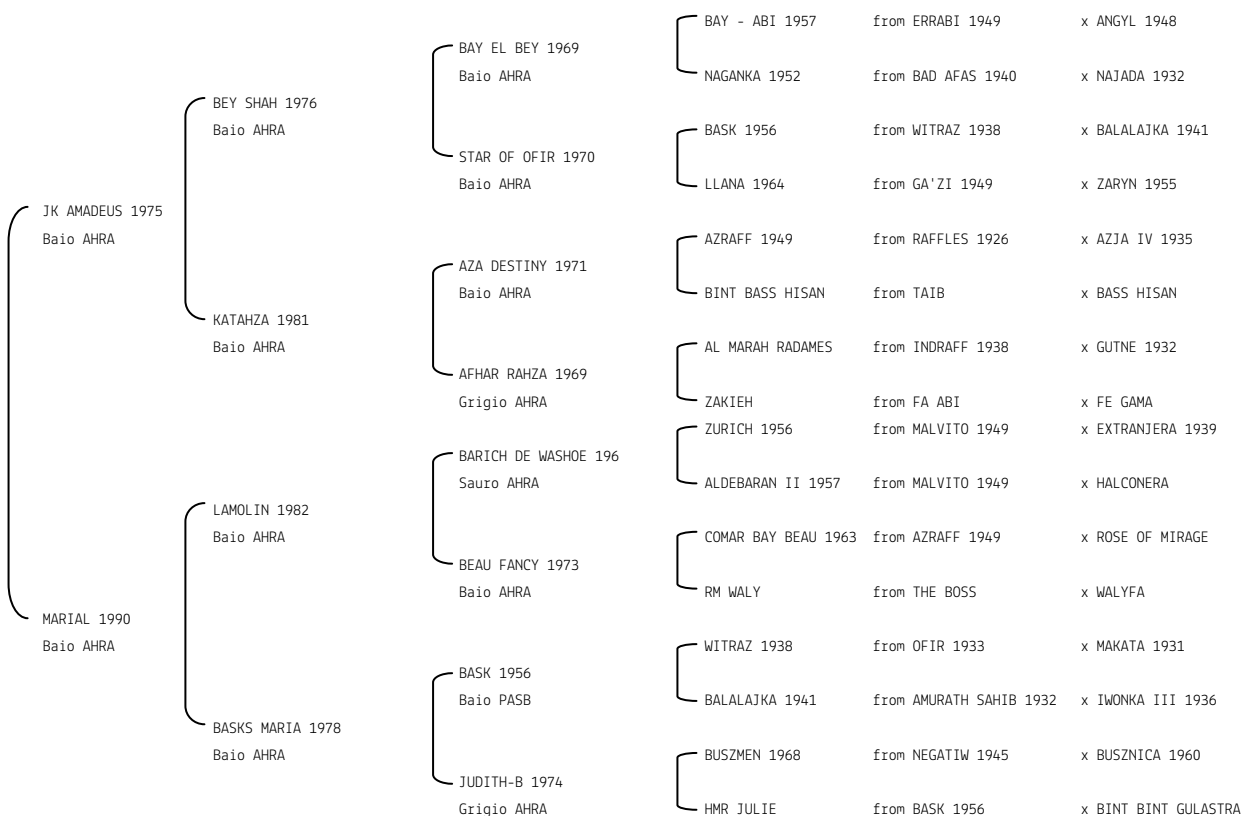 BAY - ABI 1957 from ERRABI 1949 x ANGYL 1948
BAY EL BEY 1969
Baio AHRA NAGANKA 1952 from BAD AFAS 1940 x NAJADA 1932
BEY SHAH 1976
Baio AHRA BASK 1956 from WITRAZ 1938 x BALALAJKA 1941
STAR OF OFIR 1970
Baio AHRA LLANA 1964 from GA'ZI 1949 x ZARYN 1955
JK AMADEUS 1975
Baio AHRA AZRAFF 1949 from RAFFLES 1926 x AZJA IV 1935
AZA DESTINY 1971
Baio AHRA BINT BASS HISAN from TAIB x BASS HISAN
KATAHZA 1981
Baio AHRA AL MARAH RADAMES from INDRAFF 1938 x GUTNE 1932
AFHAR RAHZA 1969
Grigio AHRA ZAKIEH from FA ABI x FE GAMA
ZURICH 1956 from MALVITO 1949 x EXTRANJERA 1939
BARICH DE WASHOE 196
Sauro AHRA ALDEBARAN II 1957 from MALVITO 1949 x HALCONERA
LAMOLIN 1982
Baio AHRA COMAR BAY BEAU 1963 from AZRAFF 1949 x ROSE OF MIRAGE
BEAU FANCY 1973
Baio AHRA RM WALY from THE BOSS x WALYFA
MARIAL 1990
Baio AHRA WITRAZ 1938 from OFIR 1933 x MAKATA 1931
BASK 1956
Baio PASB BALALAJKA 1941 from AMURATH SAHIB 1932 x IWONKA III 1936
BASKS MARIA 1978
Baio AHRA BUSZMEN 1968 from NEGATIW 1945 x BUSZNICA 1960
JUDITH-B 1974
Grigio AHRA HMR JULIE from BASK 1956 x BINT BINT GULASTRA